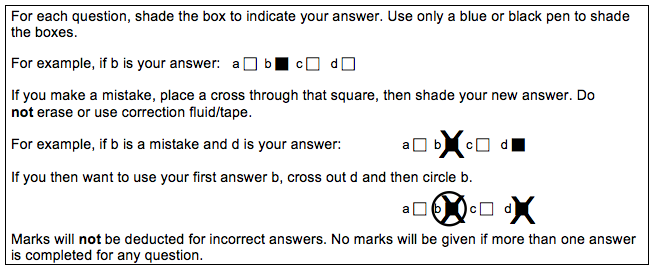 For each question, shade the box to indicate your answer. Use only a blue or black pen to shade
the boxes.
For example, if b is your answer: a b c d
If you make a mistake, place a cross through that square, then shade your new answer. Do
not erase or use correction fluid/tape.
For example, if b is a mistake and d is your answer: a b c d
If you then want to use your first answer b, cross out d and then circle b.
a b c d
Marks will not be deducted for incorrect answers. No marks will be given if more than one answer
is completed for any question.